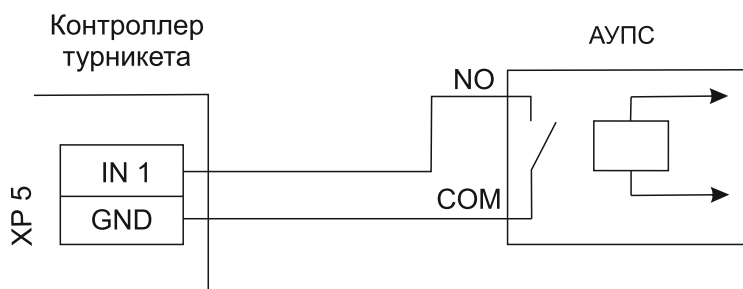 Контроллер
турникета
АУПС
NO
IN 1
COM
GND
XP 5